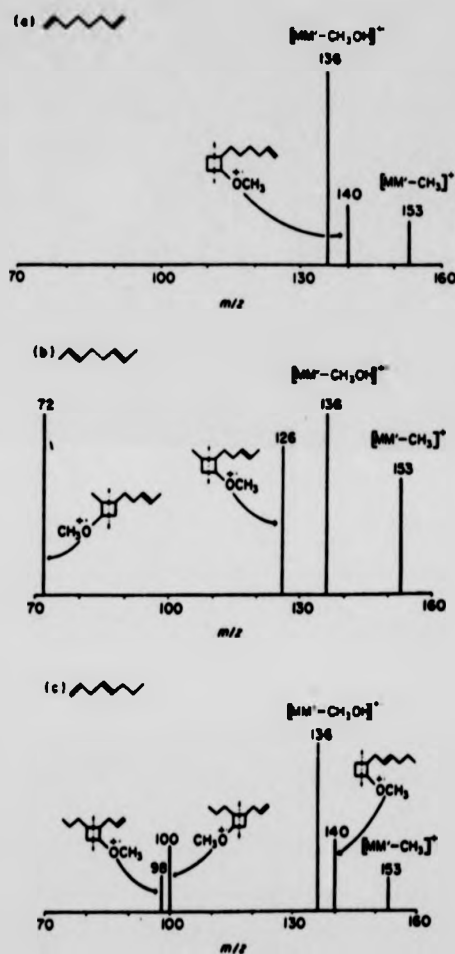 (a)
[MM'-CH3OH]+·
136
+·
OCH3
140
[MM'-CH3]+
153
70
100
130
160
m/z
(b)
[MM'-CH3OH]+·
72
136
126
[MM'-CH3]+
153
+·
OCH3
+·
CH3O
70
100
130
160
m/z
(c)
[MM'-CH3OH]+·
136
+·
OCH3
100
98
+·
CH3O
+·
OCH3
140
[MM'-CH3]+
153
70
100
130
160
m/z